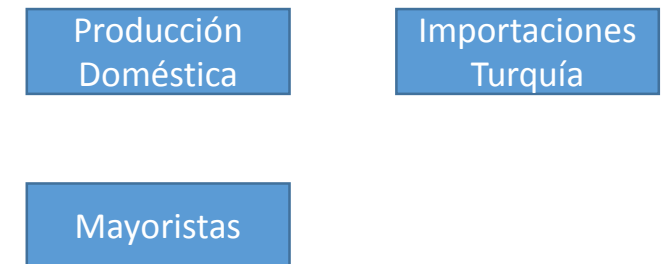 Producción
Doméstica
Importaciones
Turquía
Mayoristas